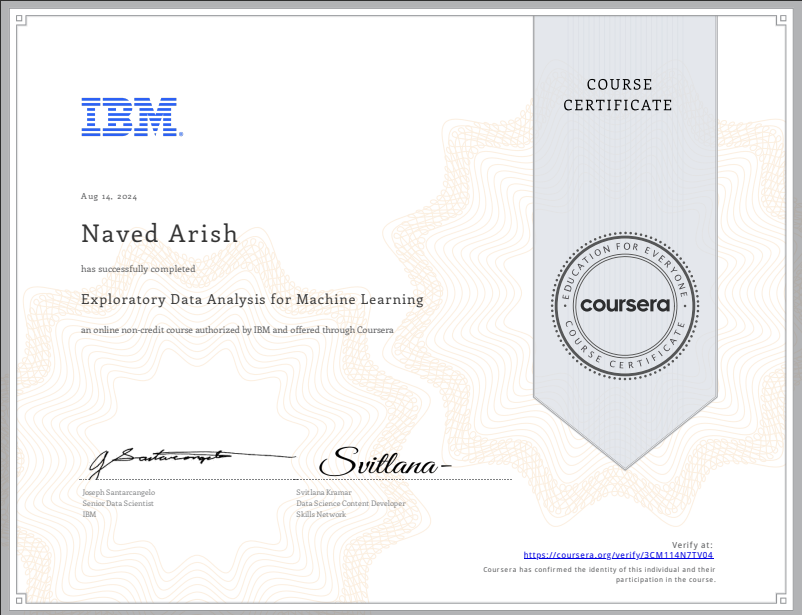 COURSE
CERTIFICATE
IBM®
Aug 14, 2024
Naved Arish
has successfully completed
Exploratory Data Analysis for Machine Learning
an online non-credit course authorized by IBM and offered through Coursera
EDUCATION FOR EVERYONE
coursera
COURSE CERTIFICATE
J Santarcangelo
Svitlana
Joseph Santarcangelo
Senior Data Scientist
IBM
Svitlana Kramar
Data Science Content Developer
Skills Network
Verify at:
https://coursera.org/verify/3CM114N7TV04
Coursera has confirmed the identity of this individual and their
participation in the course.